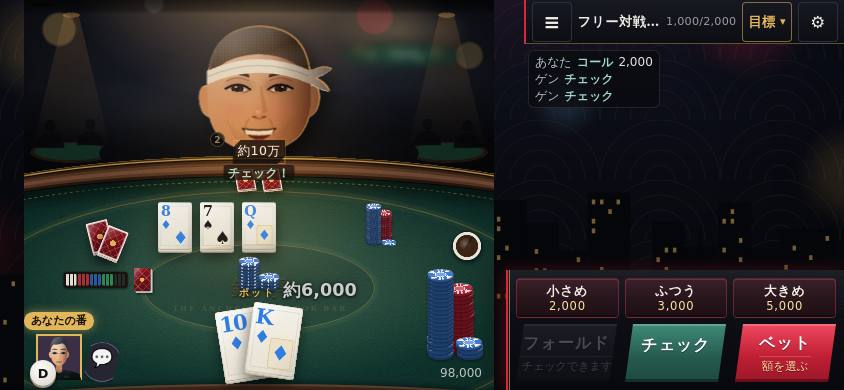 フリー対戦... 1,000/2,000 目標 ▾
あなた コール 2,000
ゲン チェック
ゲン チェック
2
約10万
チェック！
8
7
Q
ポット 約6,000
あなたの番
10
K
D
98,000
小さめ
2,000
ふつう
3,000
大きめ
5,000
フォールド
チェックできます
チェック
ベット
額を選ぶ